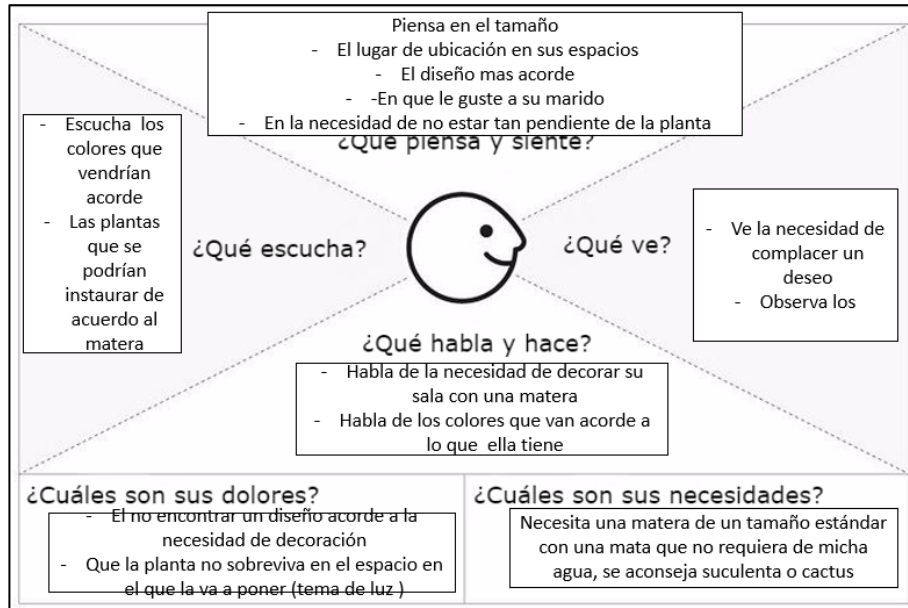 Piensa en el tamaño
- El lugar de ubicación en sus espacios
- El diseño mas acorde
- -En que le guste a su marido
- En la necesidad de no estar tan pendiente de la planta
¿Qué piensa y siente?
- Escucha los
colores que
vendrían
acorde
- Las plantas
que se
podrían
instaurar de
acuerdo al
matera
¿Qué escucha?
¿Qué ve?
- Ve la necesidad de
complacer un
deseo
- Observa los
¿Qué habla y hace?
- Habla de la necesidad de decorar su
sala con una matera
- Habla de los colores que van acorde a
lo que ella tiene
¿Cuáles son sus dolores?
- El no encontrar un diseño acorde a la
necesidad de decoración
- Que la planta no sobreviva en el espacio en
el que la va a poner (tema de luz )
¿Cuáles son sus necesidades?
Necesita una matera de un tamaño estándar
con una mata que no requiera de micha
agua, se aconseja suculenta o cactus